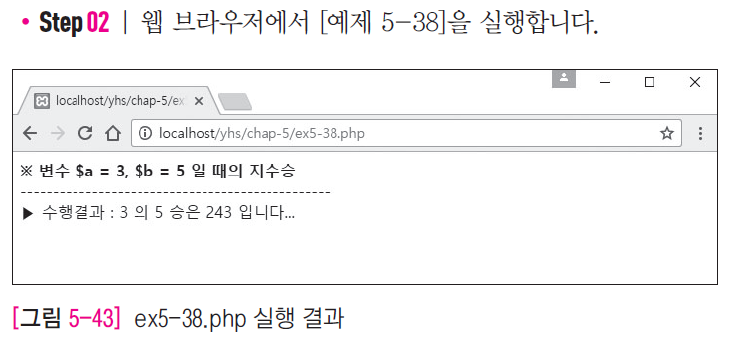 • Step 02 | 웹 브라우저에서 [예제 5-38]을 실행합니다.
localhost/yhs/chap-5/ex
localhost/yhs/chap-5/ex5-38.php
※ 변수 $a = 3, $b = 5 일 때의 지수승
------------------------------------------------
▶ 수행결과 : 3 의 5 승은 243 입니다...
[그림 5-43] ex5-38.php 실행 결과